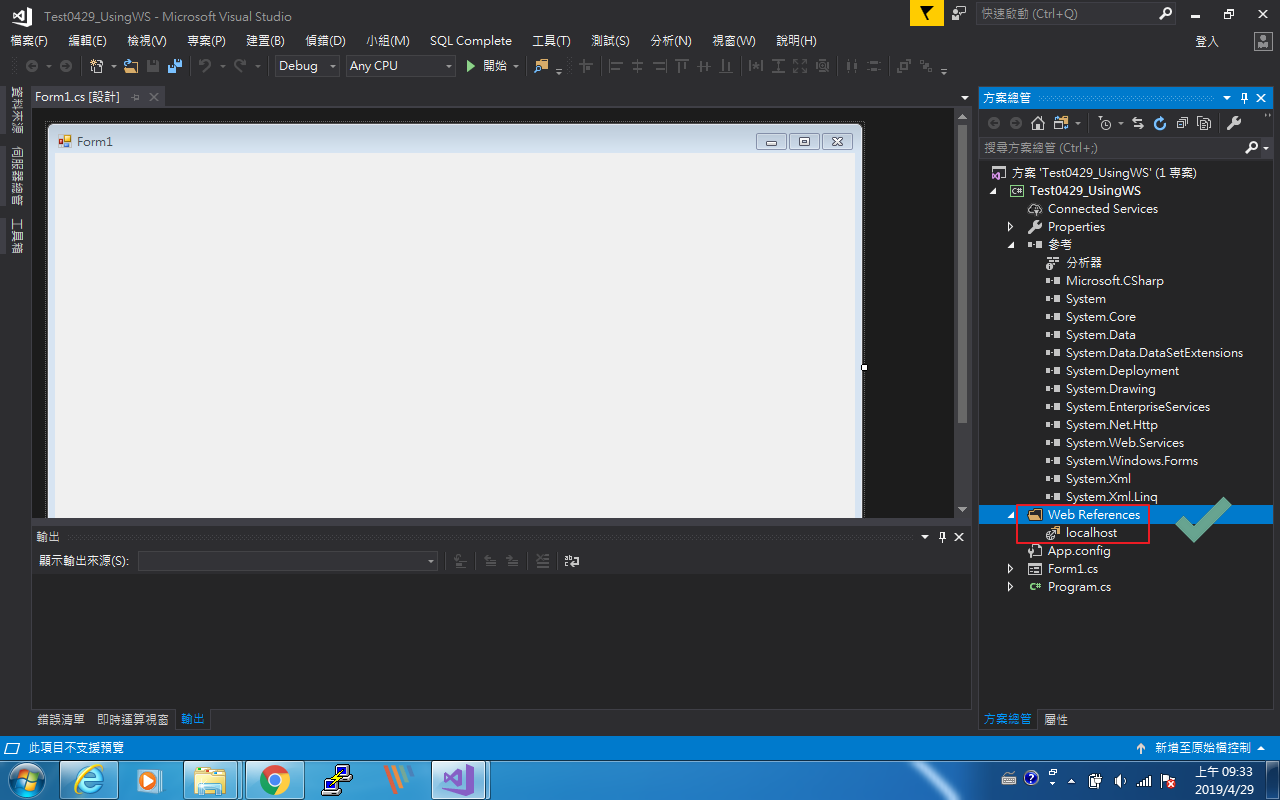 Test0429_UsingWS - Microsoft Visual Studio
快速啟動 (Ctrl+Q)
檔案(F) 編輯(E) 檢視(V) 專案(P) 建置(B) 偵錯(D) 小組(M) SQL Complete 工具(T) 測試(S) 分析(N) 視窗(W) 說明(H)
登入
Debug Any CPU 開始
資料來源
伺服器總管
工具箱
Form1.cs [設計]
Form1
方案總管
搜尋方案總管 (Ctrl+;)
方案 'Test0429_UsingWS' (1 專案)
C# Test0429_UsingWS
Connected Services
Properties
參考
分析器
Microsoft.CSharp
System
System.Core
System.Data
System.Data.DataSetExtensions
System.Deployment
System.Drawing
System.EnterpriseServices
System.Net.Http
System.Web.Services
System.Windows.Forms
System.Xml
System.Xml.Linq
Web References
localhost
App.config
Form1.cs
C# Program.cs
輸出
顯示輸出來源(S):
錯誤清單 即時運算視窗 輸出
方案總管 屬性
此項目不支援預覽
新增至原始檔控制
上午 09:33
2019/4/29